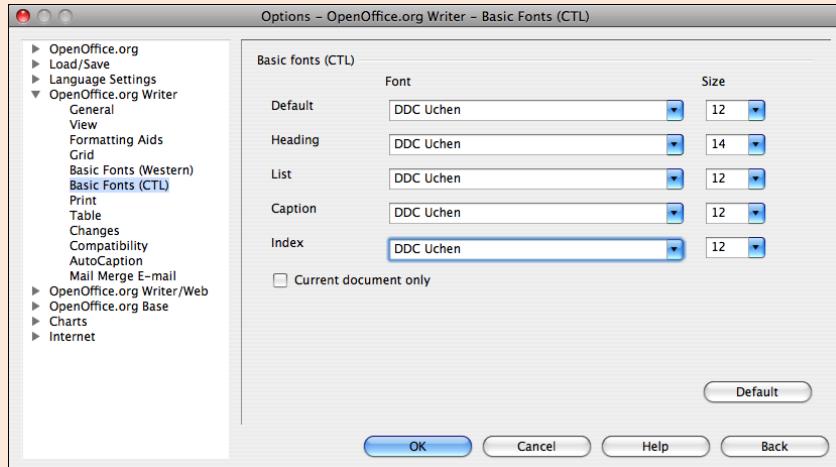 Options – OpenOffice.org Writer – Basic Fonts (CTL)
OpenOffice.org
Load/Save
Language Settings
OpenOffice.org Writer
General
View
Formatting Aids
Grid
Basic Fonts (Western)
Basic Fonts (CTL)
Print
Table
Changes
Compatibility
AutoCaption
Mail Merge E-mail
OpenOffice.org Writer/Web
OpenOffice.org Base
Charts
Internet
Basic fonts (CTL)
Font Size
Default DDC Uchen 12
Heading DDC Uchen 14
List DDC Uchen 12
Caption DDC Uchen 12
Index DDC Uchen 12
Current document only
Default
OK Cancel Help Back